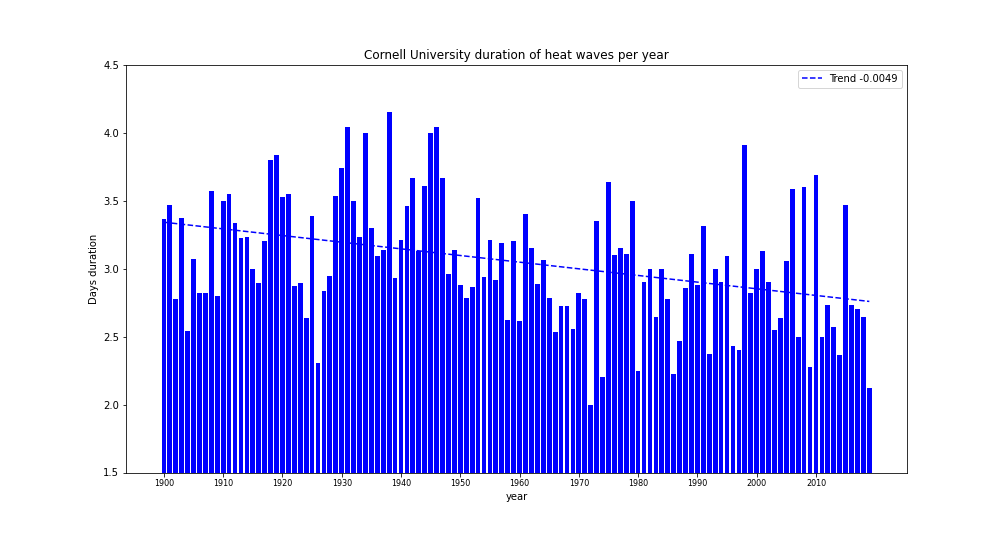 Cornell University duration of heat waves per year
Trend -0.0049
Days duration
4.5
4.0
3.5
3.0
2.5
2.0
1.5
1900 1910 1920 1930 1940 1950 1960 1970 1980 1990 2000 2010
year